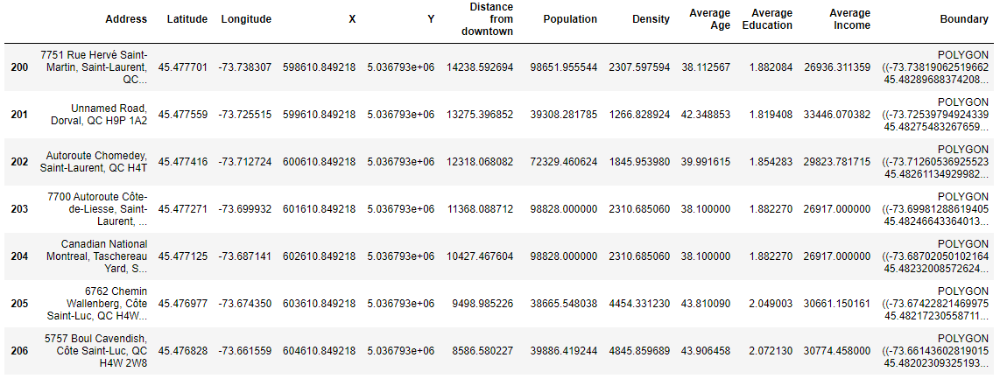 Address Latitude Longitude X Y Distance from downtown Population Density Average Age Average Education Average Income Boundary
200 7751 Rue Hervé Saint-Martin, Saint-Laurent, QC... 45.477701 -73.738307 598610.849218 5.036793e+06 14238.592694 98651.955544 2307.597594 38.112567 1.882084 26936.311359 POLYGON ((-73.73819062519662 45.48289688374208...
201 Unnamed Road, Dorval, QC H9P 1A2 45.477559 -73.725515 599610.849218 5.036793e+06 13275.396852 39308.281785 1266.828924 42.348853 1.819408 33446.070382 POLYGON ((-73.72539794924339 45.48275483267659...
202 Autoroute Chomedey, Saint-Laurent, QC H4T 45.477416 -73.712724 600610.849218 5.036793e+06 12318.068082 72329.460624 1845.953980 39.991615 1.854283 29823.781715 POLYGON ((-73.71260536925523 45.48261134929982...
203 7700 Autoroute Côte-de-Liesse, Saint-Laurent, ... 45.477271 -73.699932 601610.849218 5.036793e+06 11368.088712 98828.000000 2310.685060 38.100000 1.882270 26917.000000 POLYGON ((-73.69981288619405 45.48246643364013...
204 Canadian National Montreal, Taschereau Yard, S... 45.477125 -73.687141 602610.849218 5.036793e+06 10427.467604 98828.000000 2310.685060 38.100000 1.882270 26917.000000 POLYGON ((-73.68702050102164 45.48232008572624...
205 6762 Chemin Wallenberg, Côte Saint-Luc, QC H4W... 45.476977 -73.674350 603610.849218 5.036793e+06 9498.985226 38665.548038 4454.331230 43.810090 2.049003 30661.150161 POLYGON ((-73.67422821469975 45.48217230558711...
206 5757 Boul Cavendish, Côte Saint-Luc, QC H4W 2W8 45.476828 -73.661559 604610.849218 5.036793e+06 8586.580227 39886.419244 4845.859689 43.906458 2.072130 30774.458000 POLYGON ((-73.66143602819015 45.48202309325193...